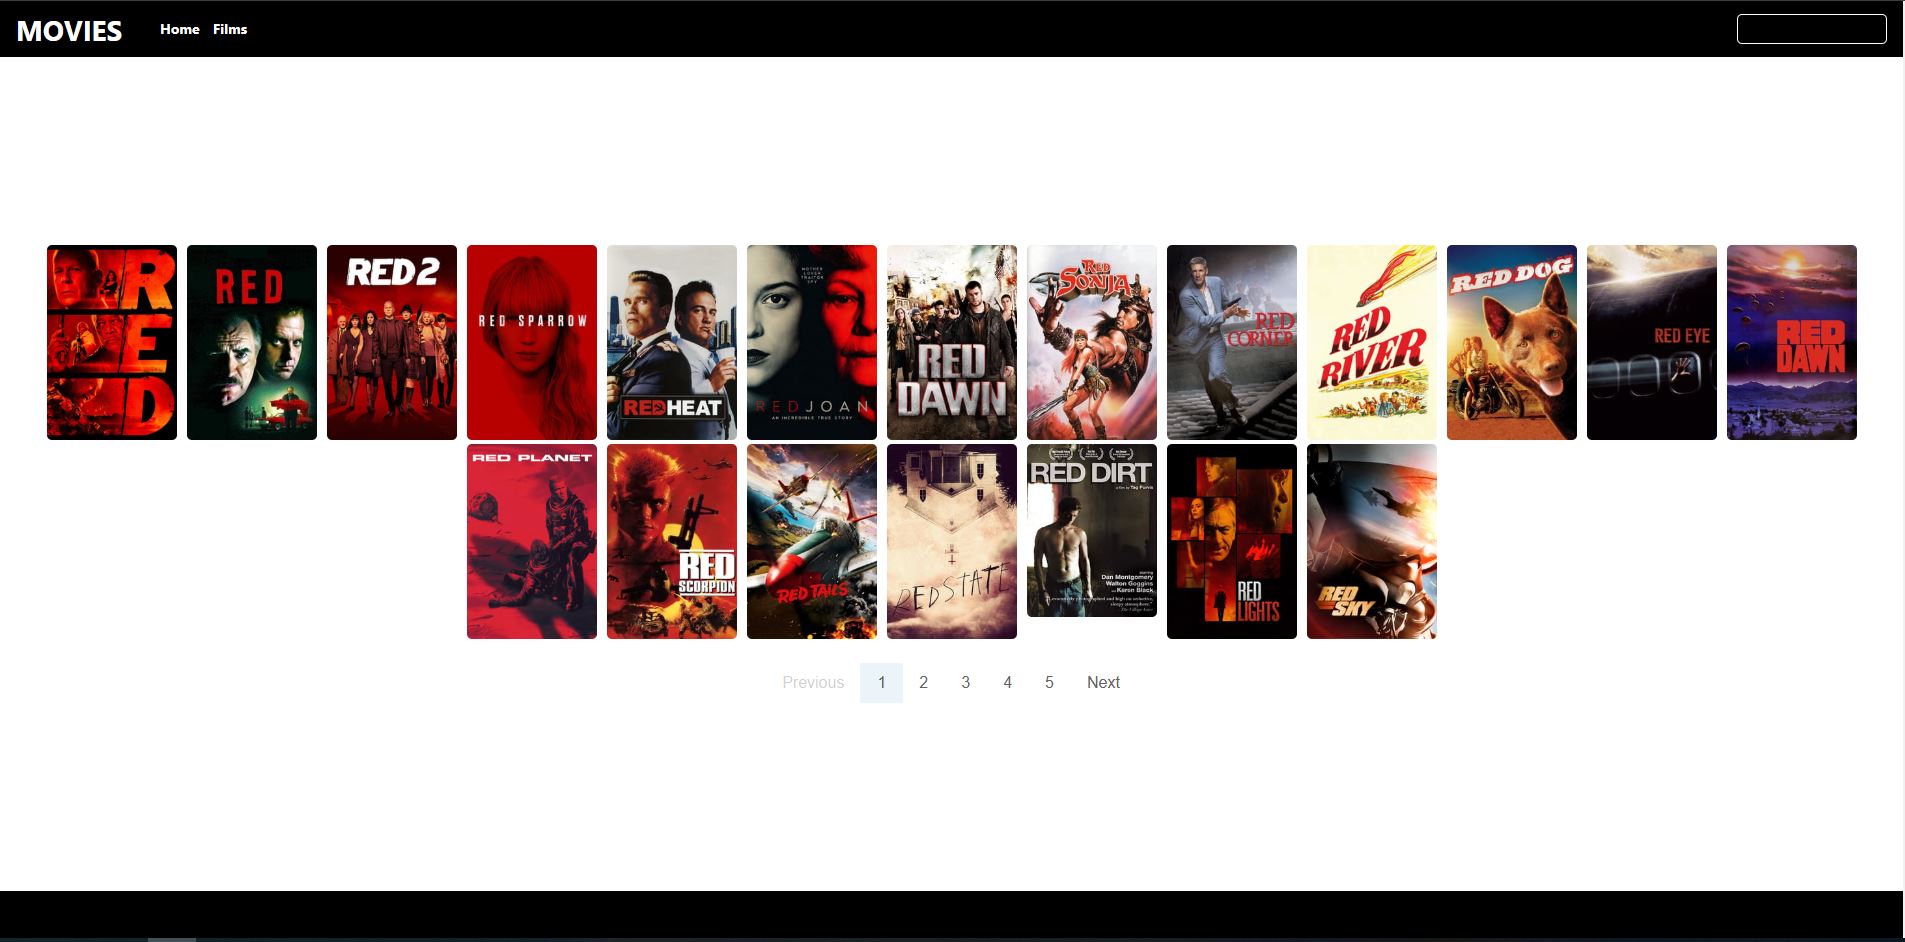 MOVIES
Home Films
RED
RED
RED 2
RED SPARROW
RED HEAT
MOTHER
LOVER
TRAITOR
SPY
RED JOAN
AN INCREDIBLE TRUE STORY
RED
DAWN
RED
SONJA
RED
CORNER
RED
RIVER
RED DOG
RED EYE
RED
DAWN
RED PLANET
RED
SCORPION
RED TAILS
RED STATE
RED DIRT
a film by Tag Purvis
starring
Dan Montgomery
Walton Goggins
and Karen Black
RED
LIGHTS
RED
SKY
Previous 1 2 3 4 5 Next